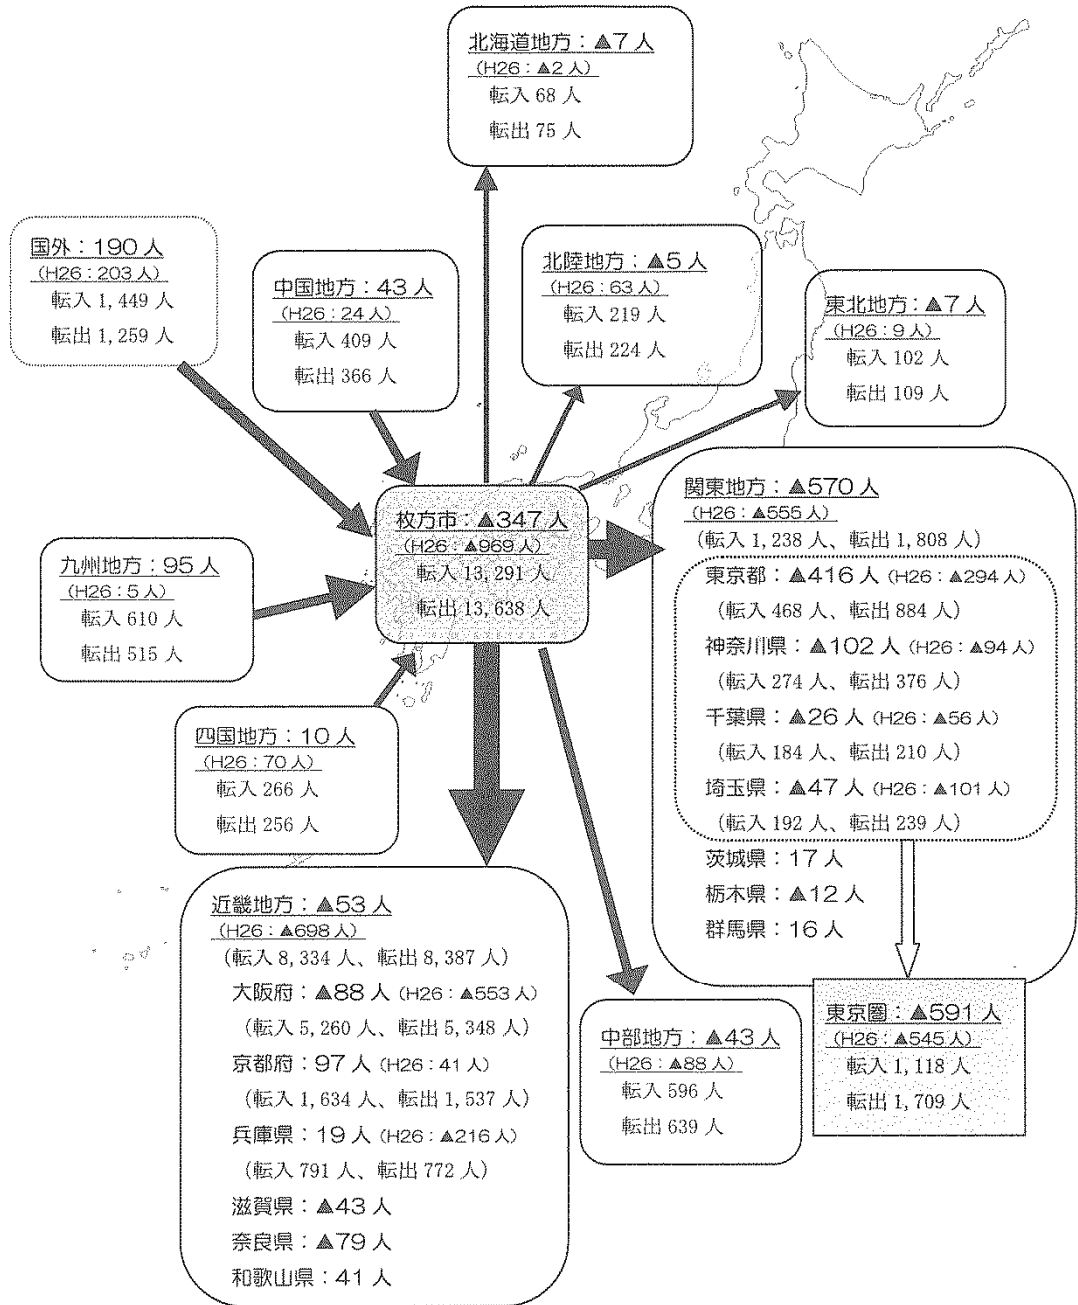 北海道地方：▲7人
(H26：▲2人)
転入 68 人
転出 75 人
国外：190人
(H26：203人)
転入 1,449 人
転出 1,259 人
中国地方：43人
(H26：24人)
転入 409 人
転出 366 人
北陸地方：▲5人
(H26：63人)
転入 219 人
転出 224 人
東北地方：▲7人
(H26：9人)
転入 102 人
転出 109 人
枚方市：▲347人
(H26：▲969人)
転入 13,291 人
転出 13,638 人
九州地方：95人
(H26：5人)
転入 610 人
転出 515 人
四国地方：10人
(H26：70人)
転入 266 人
転出 256 人
関東地方：▲570人
(H26：▲555人)
(転入 1,238 人、転出 1,808 人)
東京都：▲416人 (H26：▲294人)
(転入 468 人、転出 884 人)
神奈川県：▲102人 (H26：▲94人)
(転入 274 人、転出 376 人)
千葉県：▲26人 (H26：▲56人)
(転入 184 人、転出 210 人)
埼玉県：▲47人 (H26：▲101人)
(転入 192 人、転出 239 人)
茨城県：17人
栃木県：▲12人
群馬県：16人
近畿地方：▲53人
(H26：▲698人)
(転入 8,334 人、転出 8,387 人)
大阪府：▲88人 (H26：▲553人)
(転入 5,260 人、転出 5,348 人)
京都府：97人 (H26：41人)
(転入 1,634 人、転出 1,537 人)
兵庫県：19人 (H26：▲216人)
(転入 791 人、転出 772 人)
滋賀県：▲43人
奈良県：▲79人
和歌山県：41人
中部地方：▲43人
(H26：▲88人)
転入 596 人
転出 639 人
東京圏：▲591人
(H26：▲545人)
転入 1,118 人
転出 1,709 人